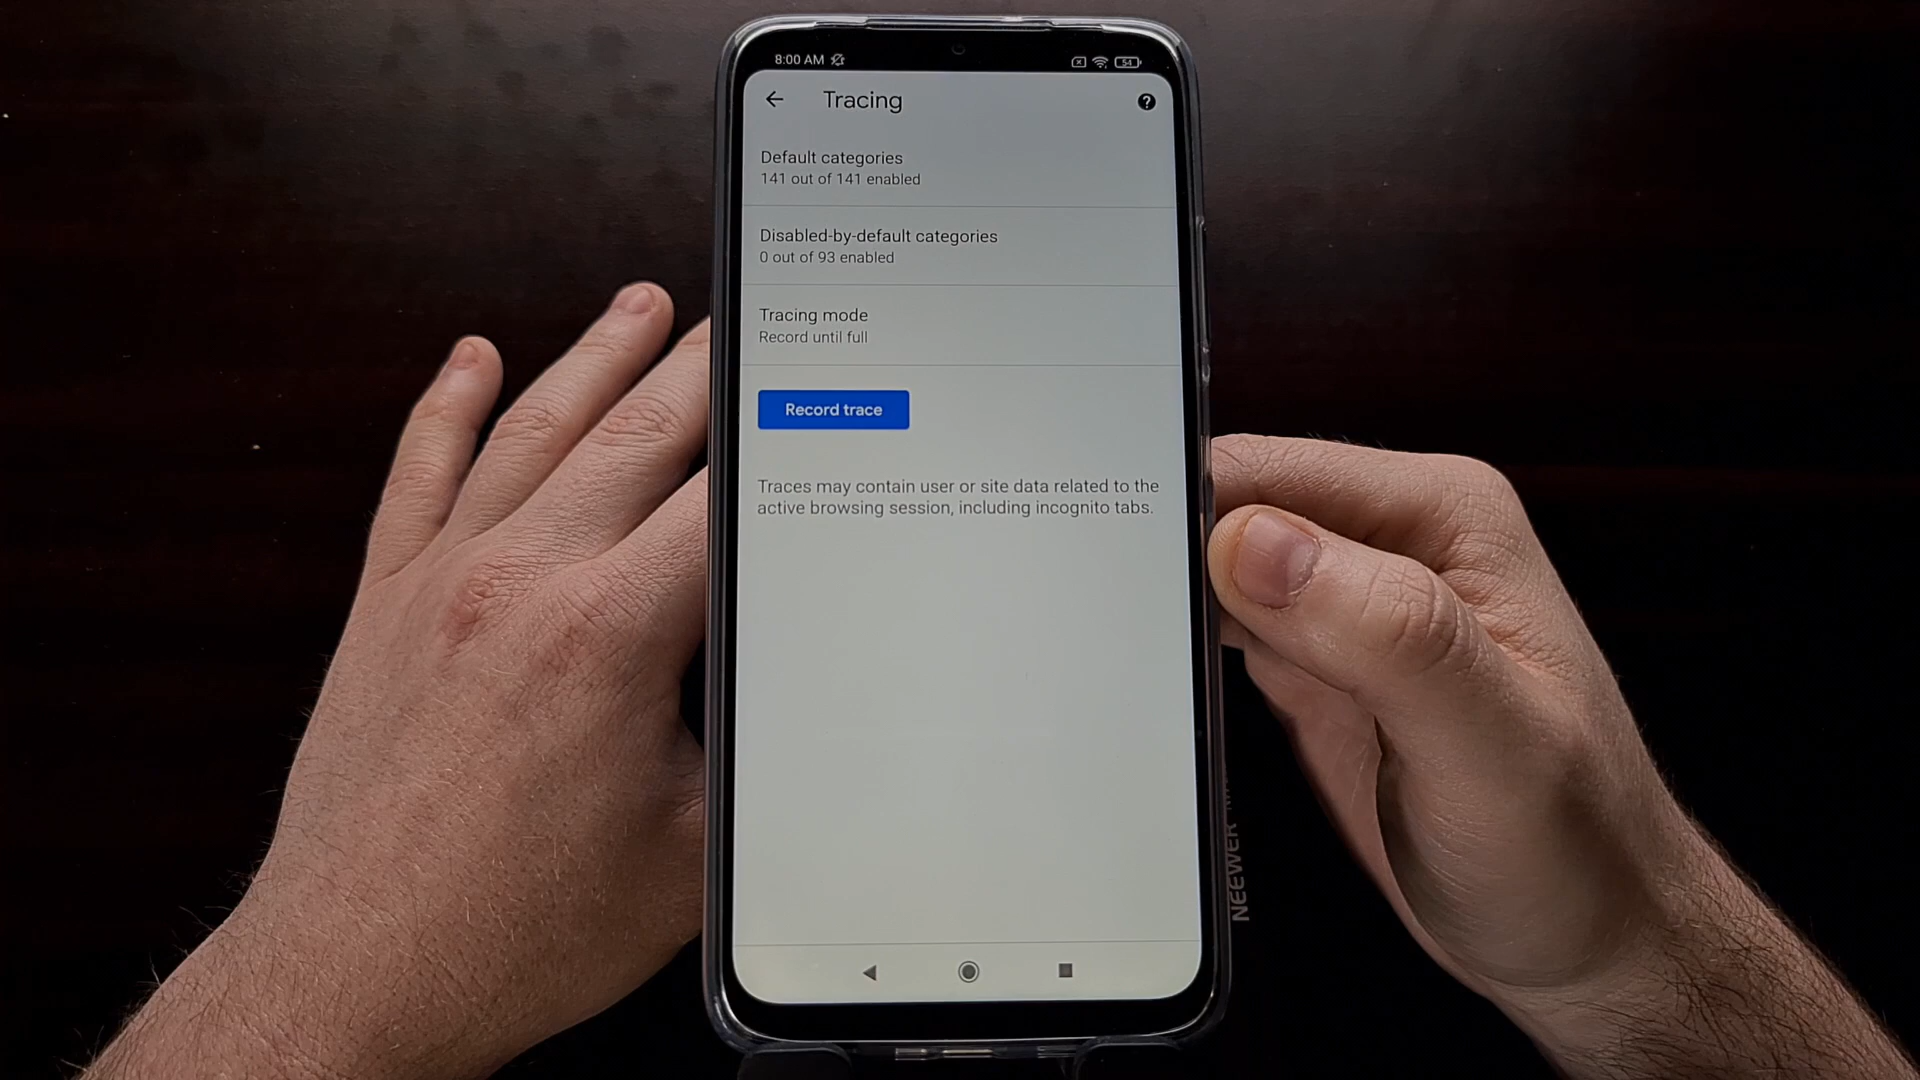 8:00 AM
54
Tracing
Default categories
141 out of 141 enabled
Disabled-by-default categories
0 out of 93 enabled
Tracing mode
Record until full
Record trace
Traces may contain user or site data related to the
active browsing session, including incognito tabs.
NEEWER